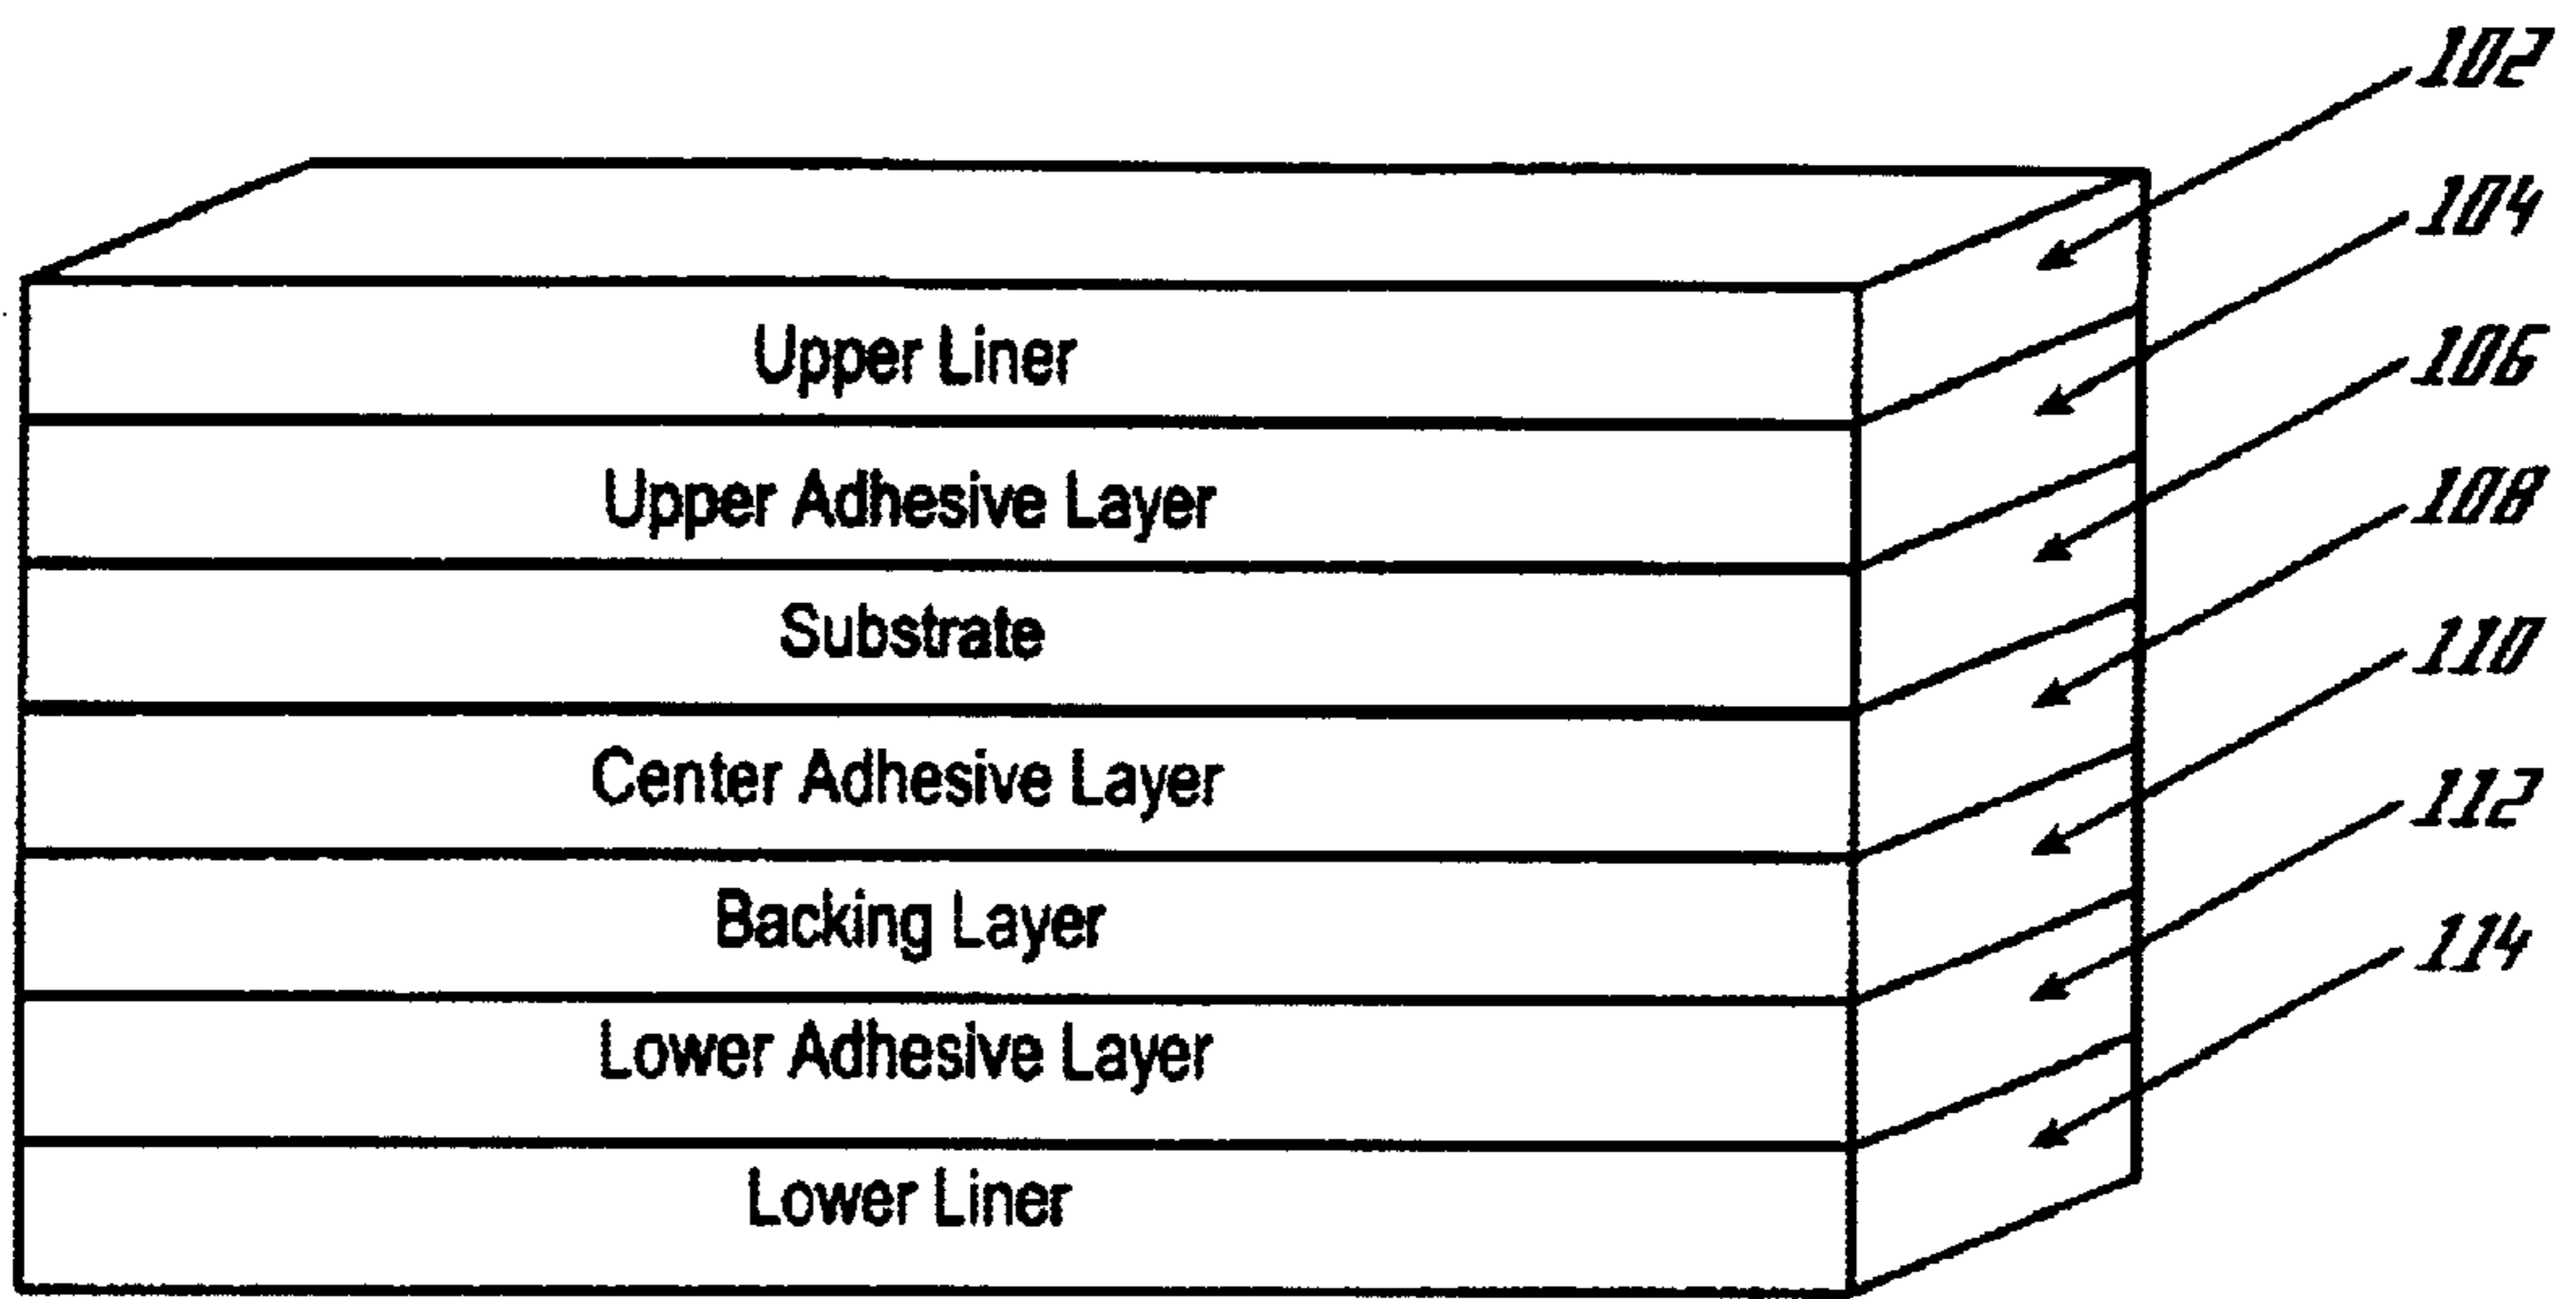 102
104
106
108
110
112
114
Upper Liner
Upper Adhesive Layer
Substrate
Center Adhesive Layer
Backing Layer
Lower Adhesive Layer
Lower Liner